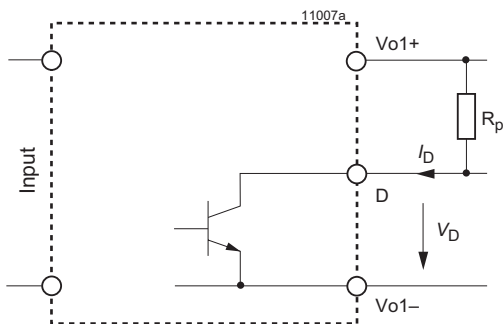 11007a
Vo1+
Input
Rp
ID
D
VD
Vo1–